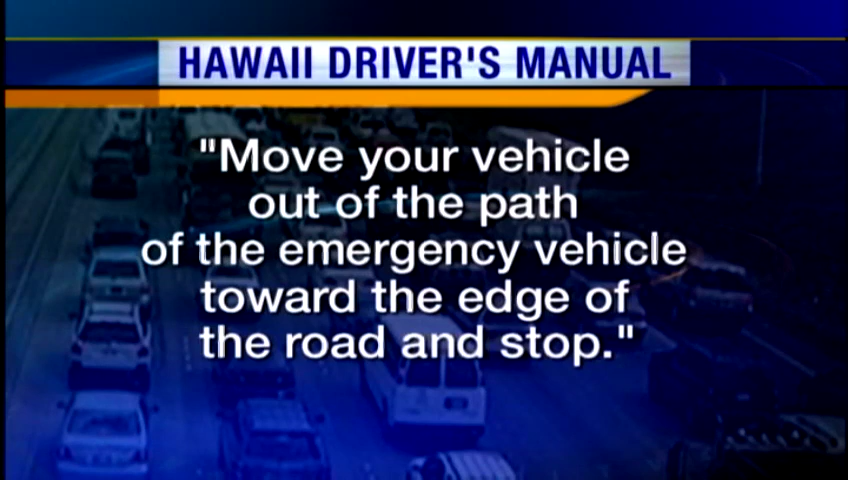 HAWAII DRIVER'S MANUAL
"Move your vehicle
out of the path
of the emergency vehicle
toward the edge of
the road and stop."